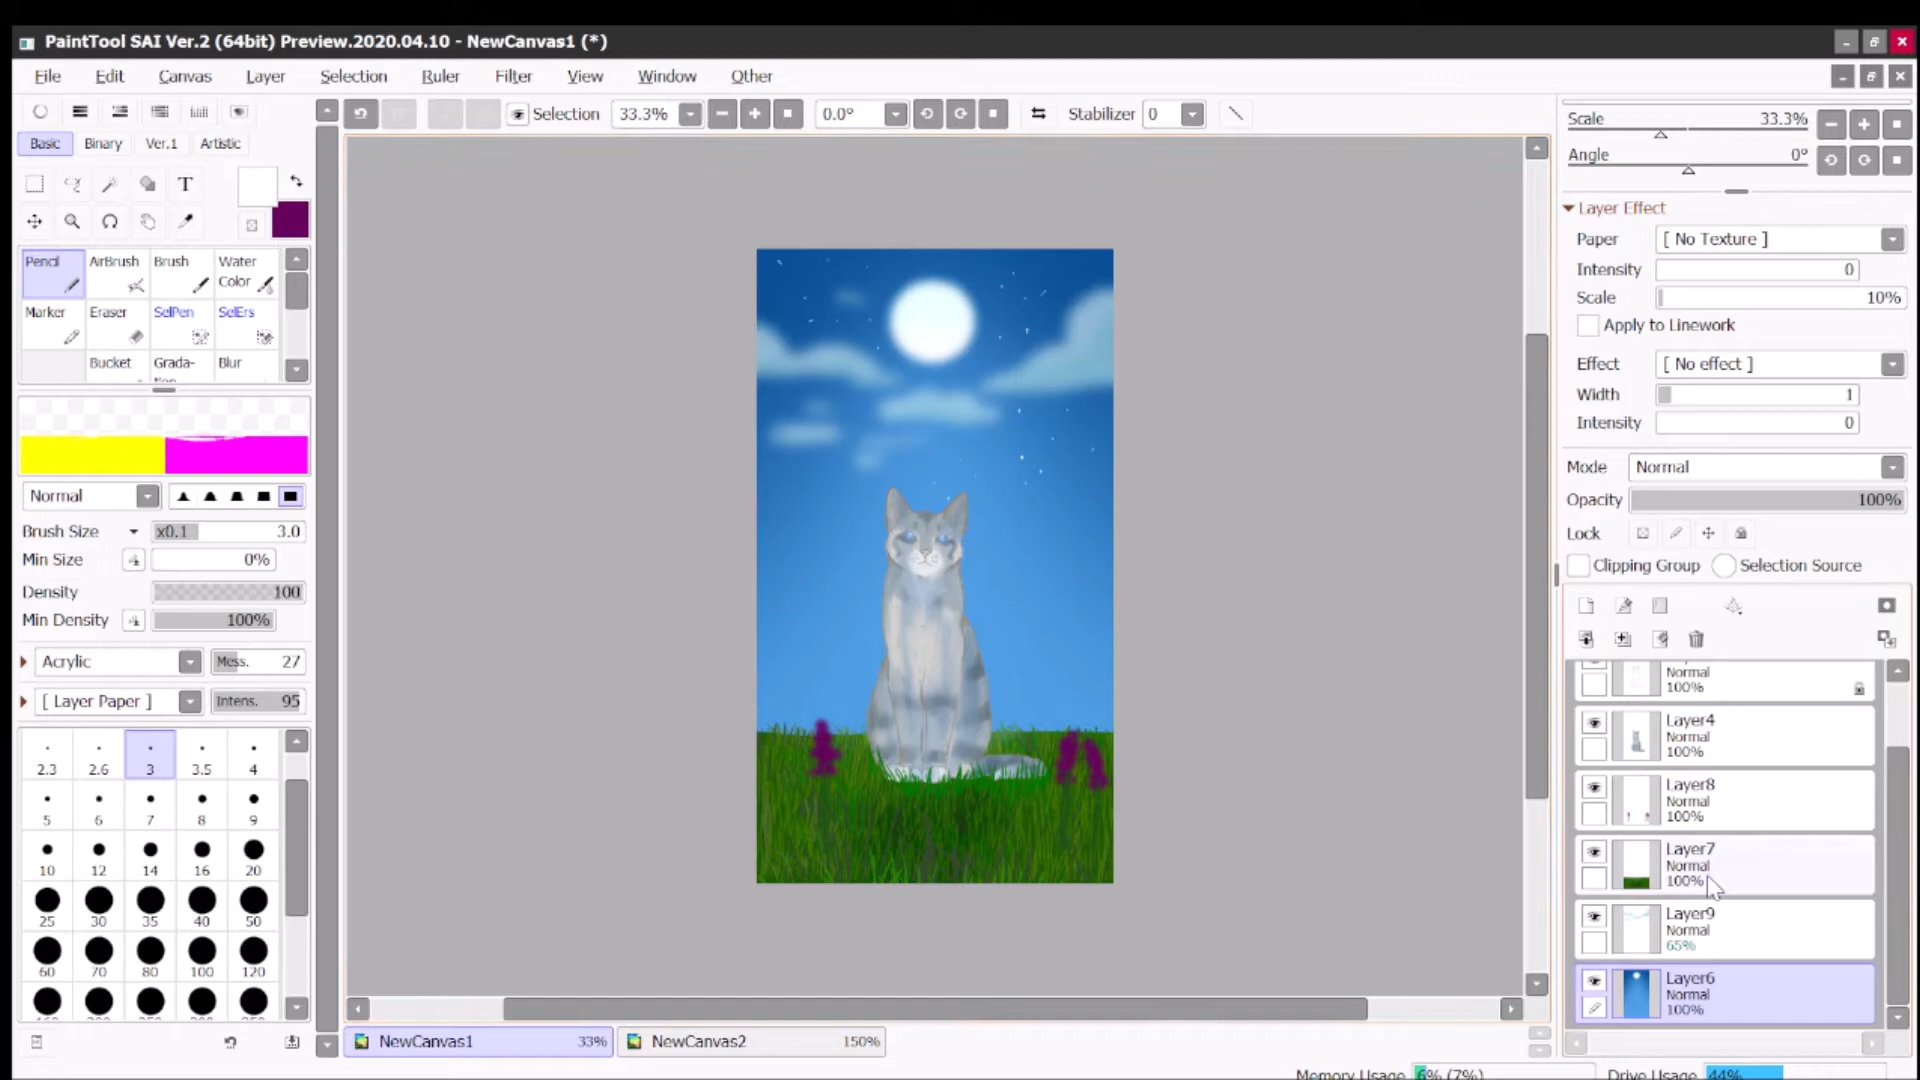 PaintTool SAI Ver.2 (64bit) Preview.2020.04.10 - NewCanvas1 (*)
File Edit Canvas Layer Selection Ruler Filter View Window Other
Selection 33.3% 0.0° Stabilizer 0
Basic Binary Ver.1 Artistic
T
Pencil AirBrush Brush Water Color
Marker Eraser SelPen SelErs
Bucket Grada-tion Blur
Normal
Brush Size x0.1 3.0
Min Size 0%
Density 100
Min Density 100%
Acrylic Mess. 27
[ Layer Paper ] Intens. 95
2.3 2.6 3 3.5 4
5 6 7 8 9
10 12 14 16 20
25 30 35 40 50
60 70 80 100 120
NewCanvas1 33% NewCanvas2 150%
Scale 33.3%
Angle 0°
Layer Effect
Paper [ No Texture ]
Intensity 0
Scale 10%
Apply to Linework
Effect [ No effect ]
Width 1
Intensity 0
Mode Normal
Opacity 100%
Lock
Clipping Group Selection Source
Normal
100%
Layer4
Normal
100%
Layer8
Normal
100%
Layer7
Normal
100%
Layer9
Normal
65%
Layer6
Normal
100%
Memory Usage 6% (7%) Drive Usage 44%